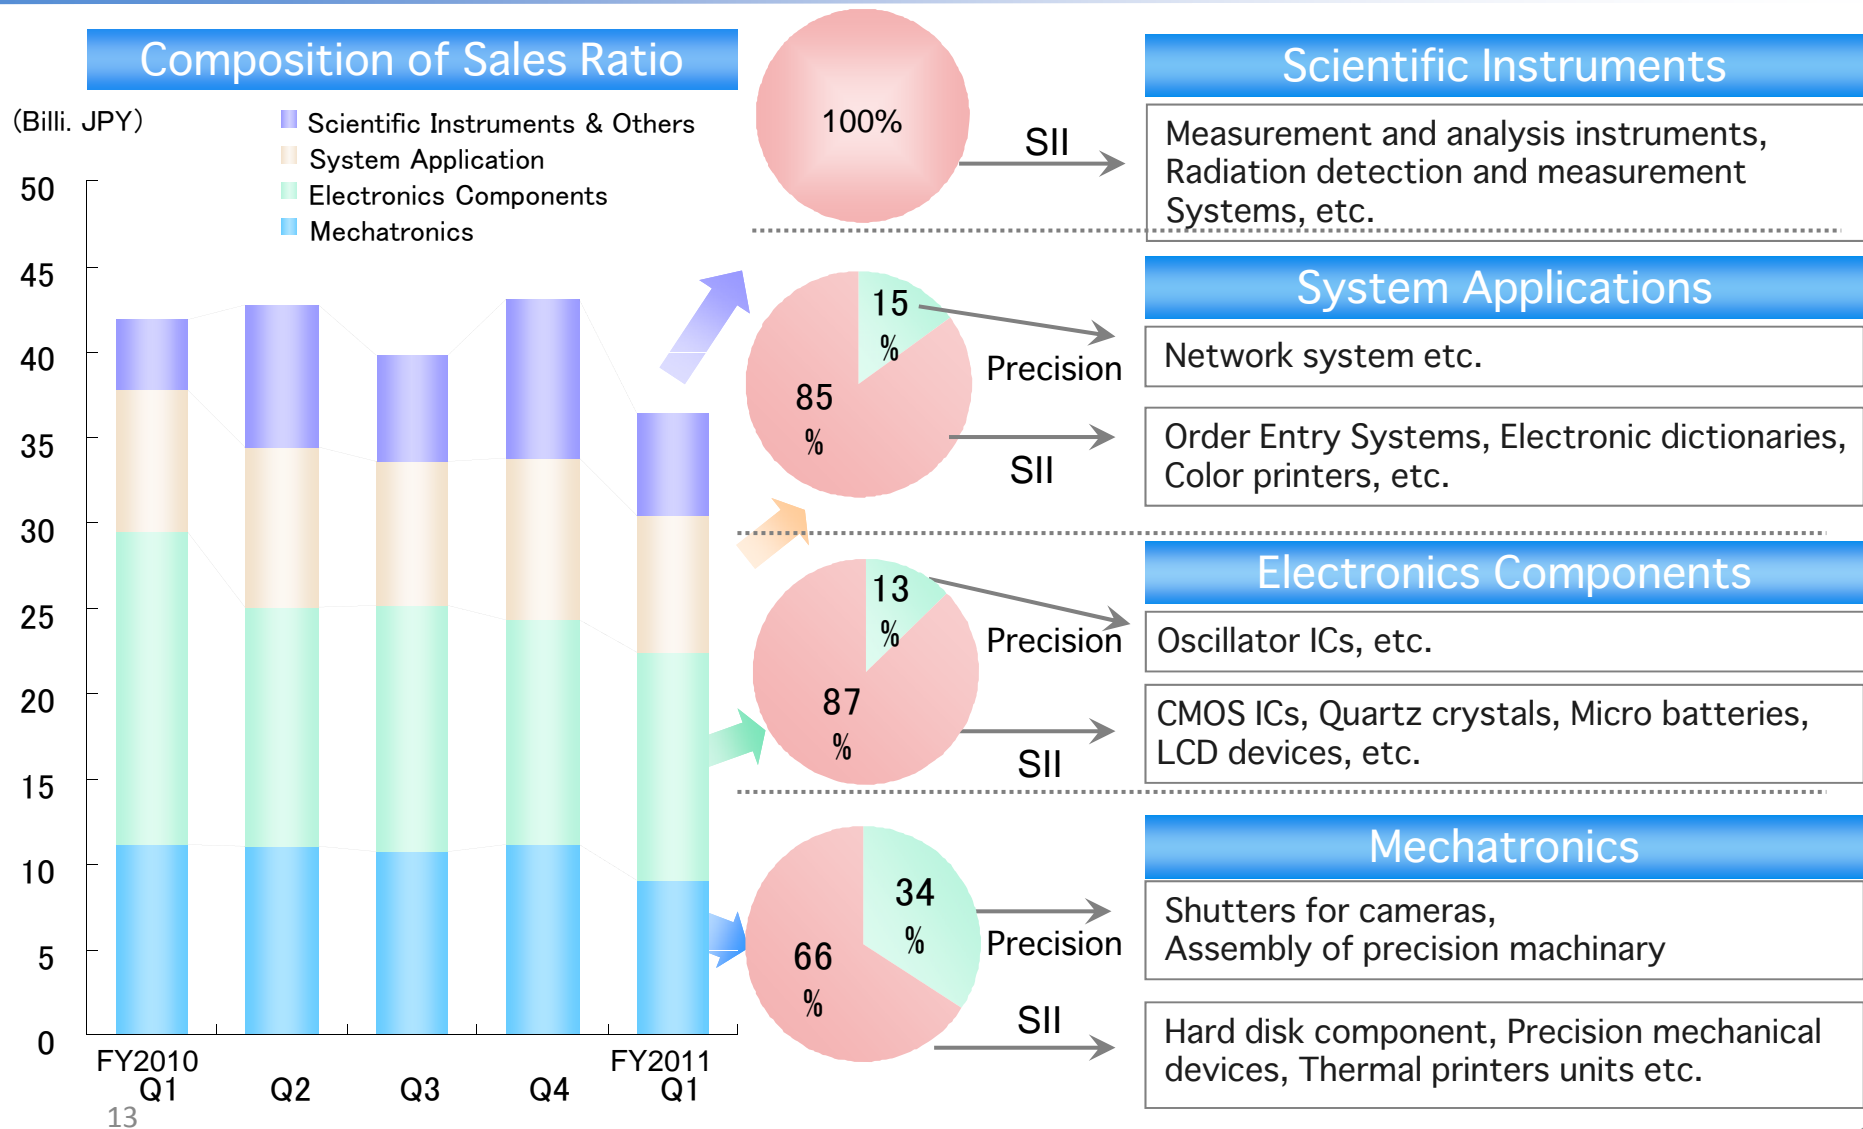 Composition of Sales Ratio
(Billi. JPY)
Scientific Instruments & Others
System Application
Electronics Components
Mechatronics
50
45
40
35
30
25
20
15
10
5
0
FY2010
Q1
Q2
Q3
Q4
FY2011
Q1
100%
SII
Scientific Instruments
Measurement and analysis instruments,
Radiation detection and measurement
Systems, etc.
15
%
85
%
Precision
SII
System Applications
Network system etc.
Order Entry Systems, Electronic dictionaries,
Color printers, etc.
13
%
87
%
Precision
SII
Electronics Components
Oscillator ICs, etc.
CMOS ICs, Quartz crystals, Micro batteries,
LCD devices, etc.
34
%
66
%
Precision
SII
Mechatronics
Shutters for cameras,
Assembly of precision machinary
Hard disk component, Precision mechanical
devices, Thermal printers units etc.
13